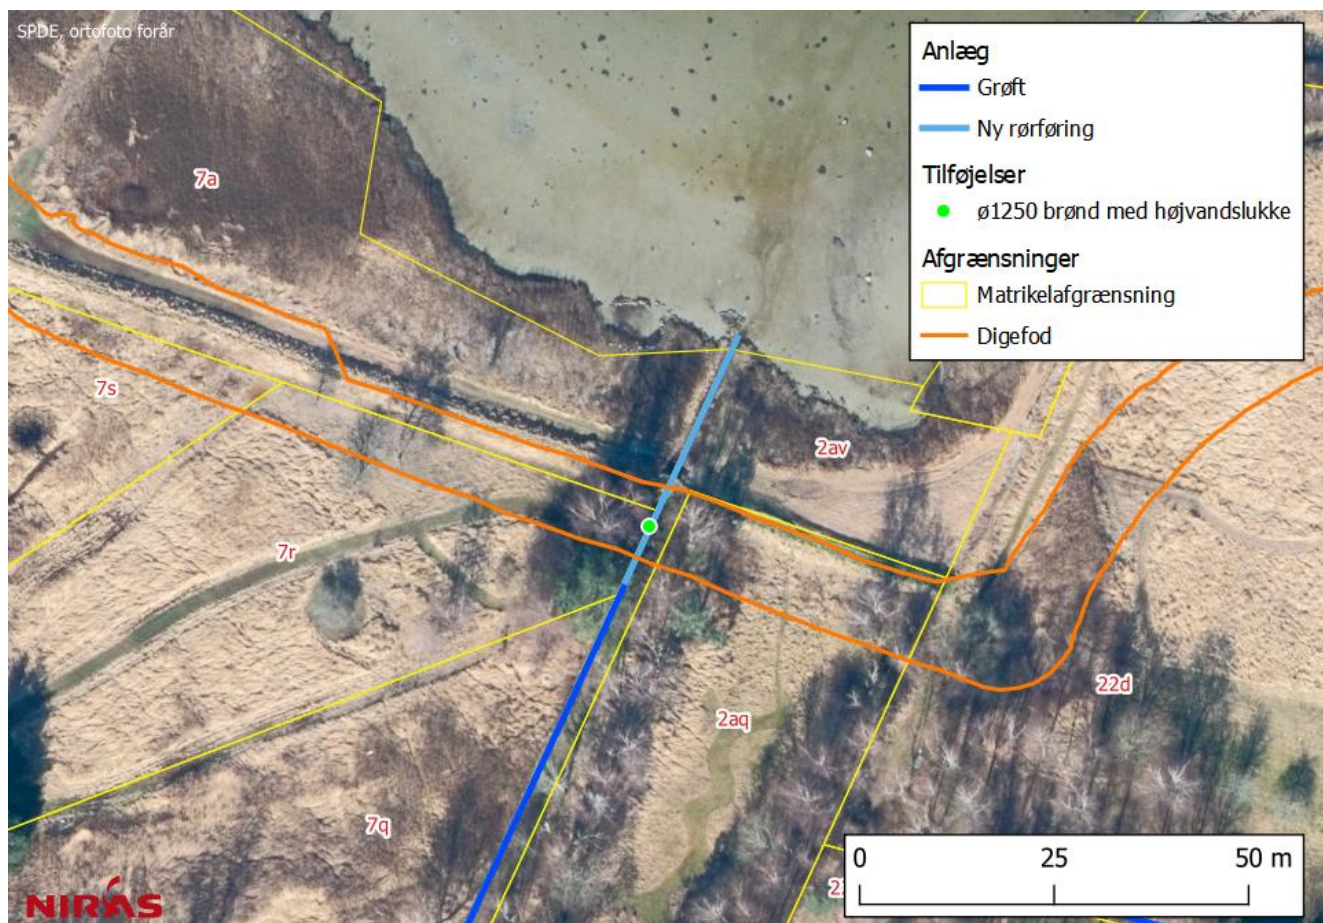 SPDE, ortofoto forår
Anlæg
Grøft
Ny rørføring
Tilføjelser
ø1250 brønd med højvandslukke
Afgrænsninger
Matrikelafgrænsning
Digefod
7a
7s
2av
7r
22d
2aq
7q
0 25 50 m
NIRAS